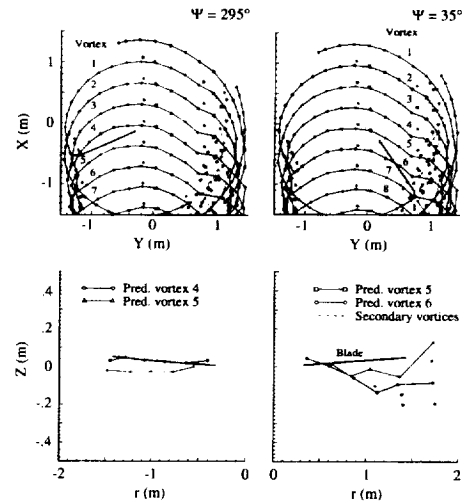 Ψ = 295°
Ψ = 35°
Vortex
1
2
3
4
5
6
7
Vortex
1
2
3
4
5
6
7
8
X (m)
1
0
-1
-1
0
1
Y (m)
-1
0
1
Y (m)
Pred. vortex 4
Pred. vortex 5
Pred. vortex 5
Pred. vortex 6
Secondary vortices
Blade
Z (m)
.4
.2
0
-.2
-.4
-2
-1
0
r (m)
0
1
2
r (m)